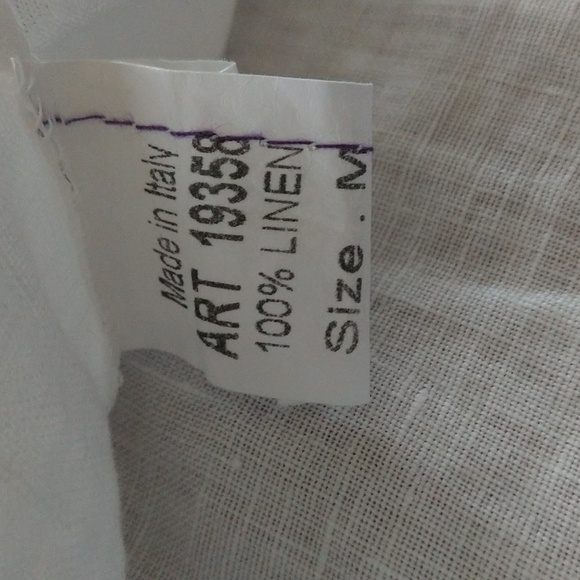 Made in Italy
ART 19358
100% LINEN
Size . M